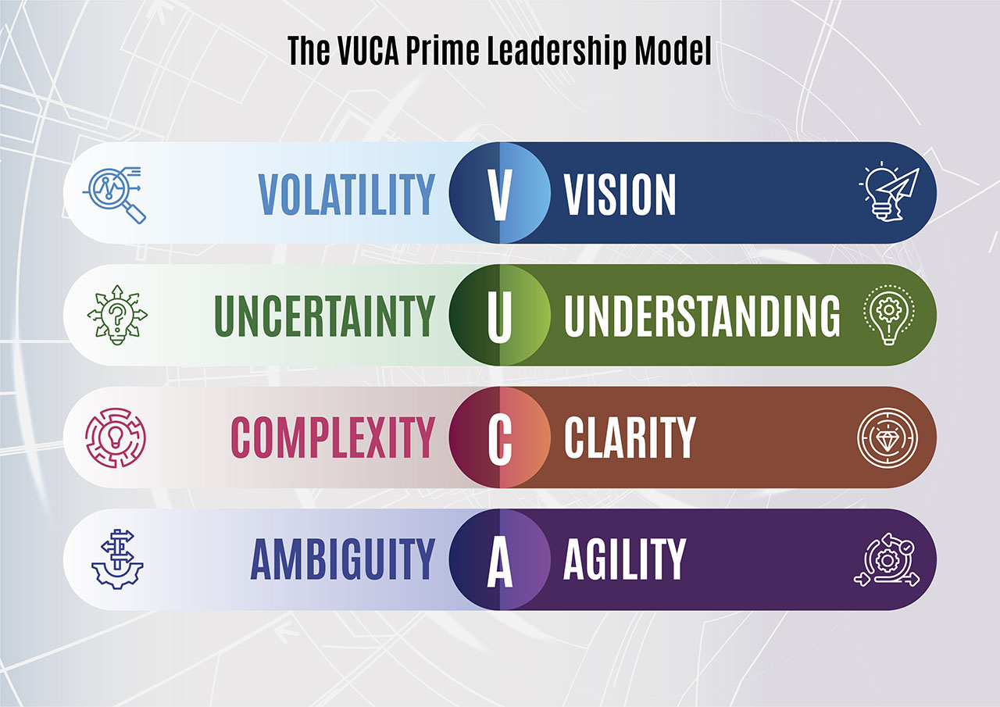 The VUCA Prime Leadership Model
VOLATILITY V VISION
UNCERTAINTY U UNDERSTANDING
COMPLEXITY C CLARITY
AMBIGUITY A AGILITY